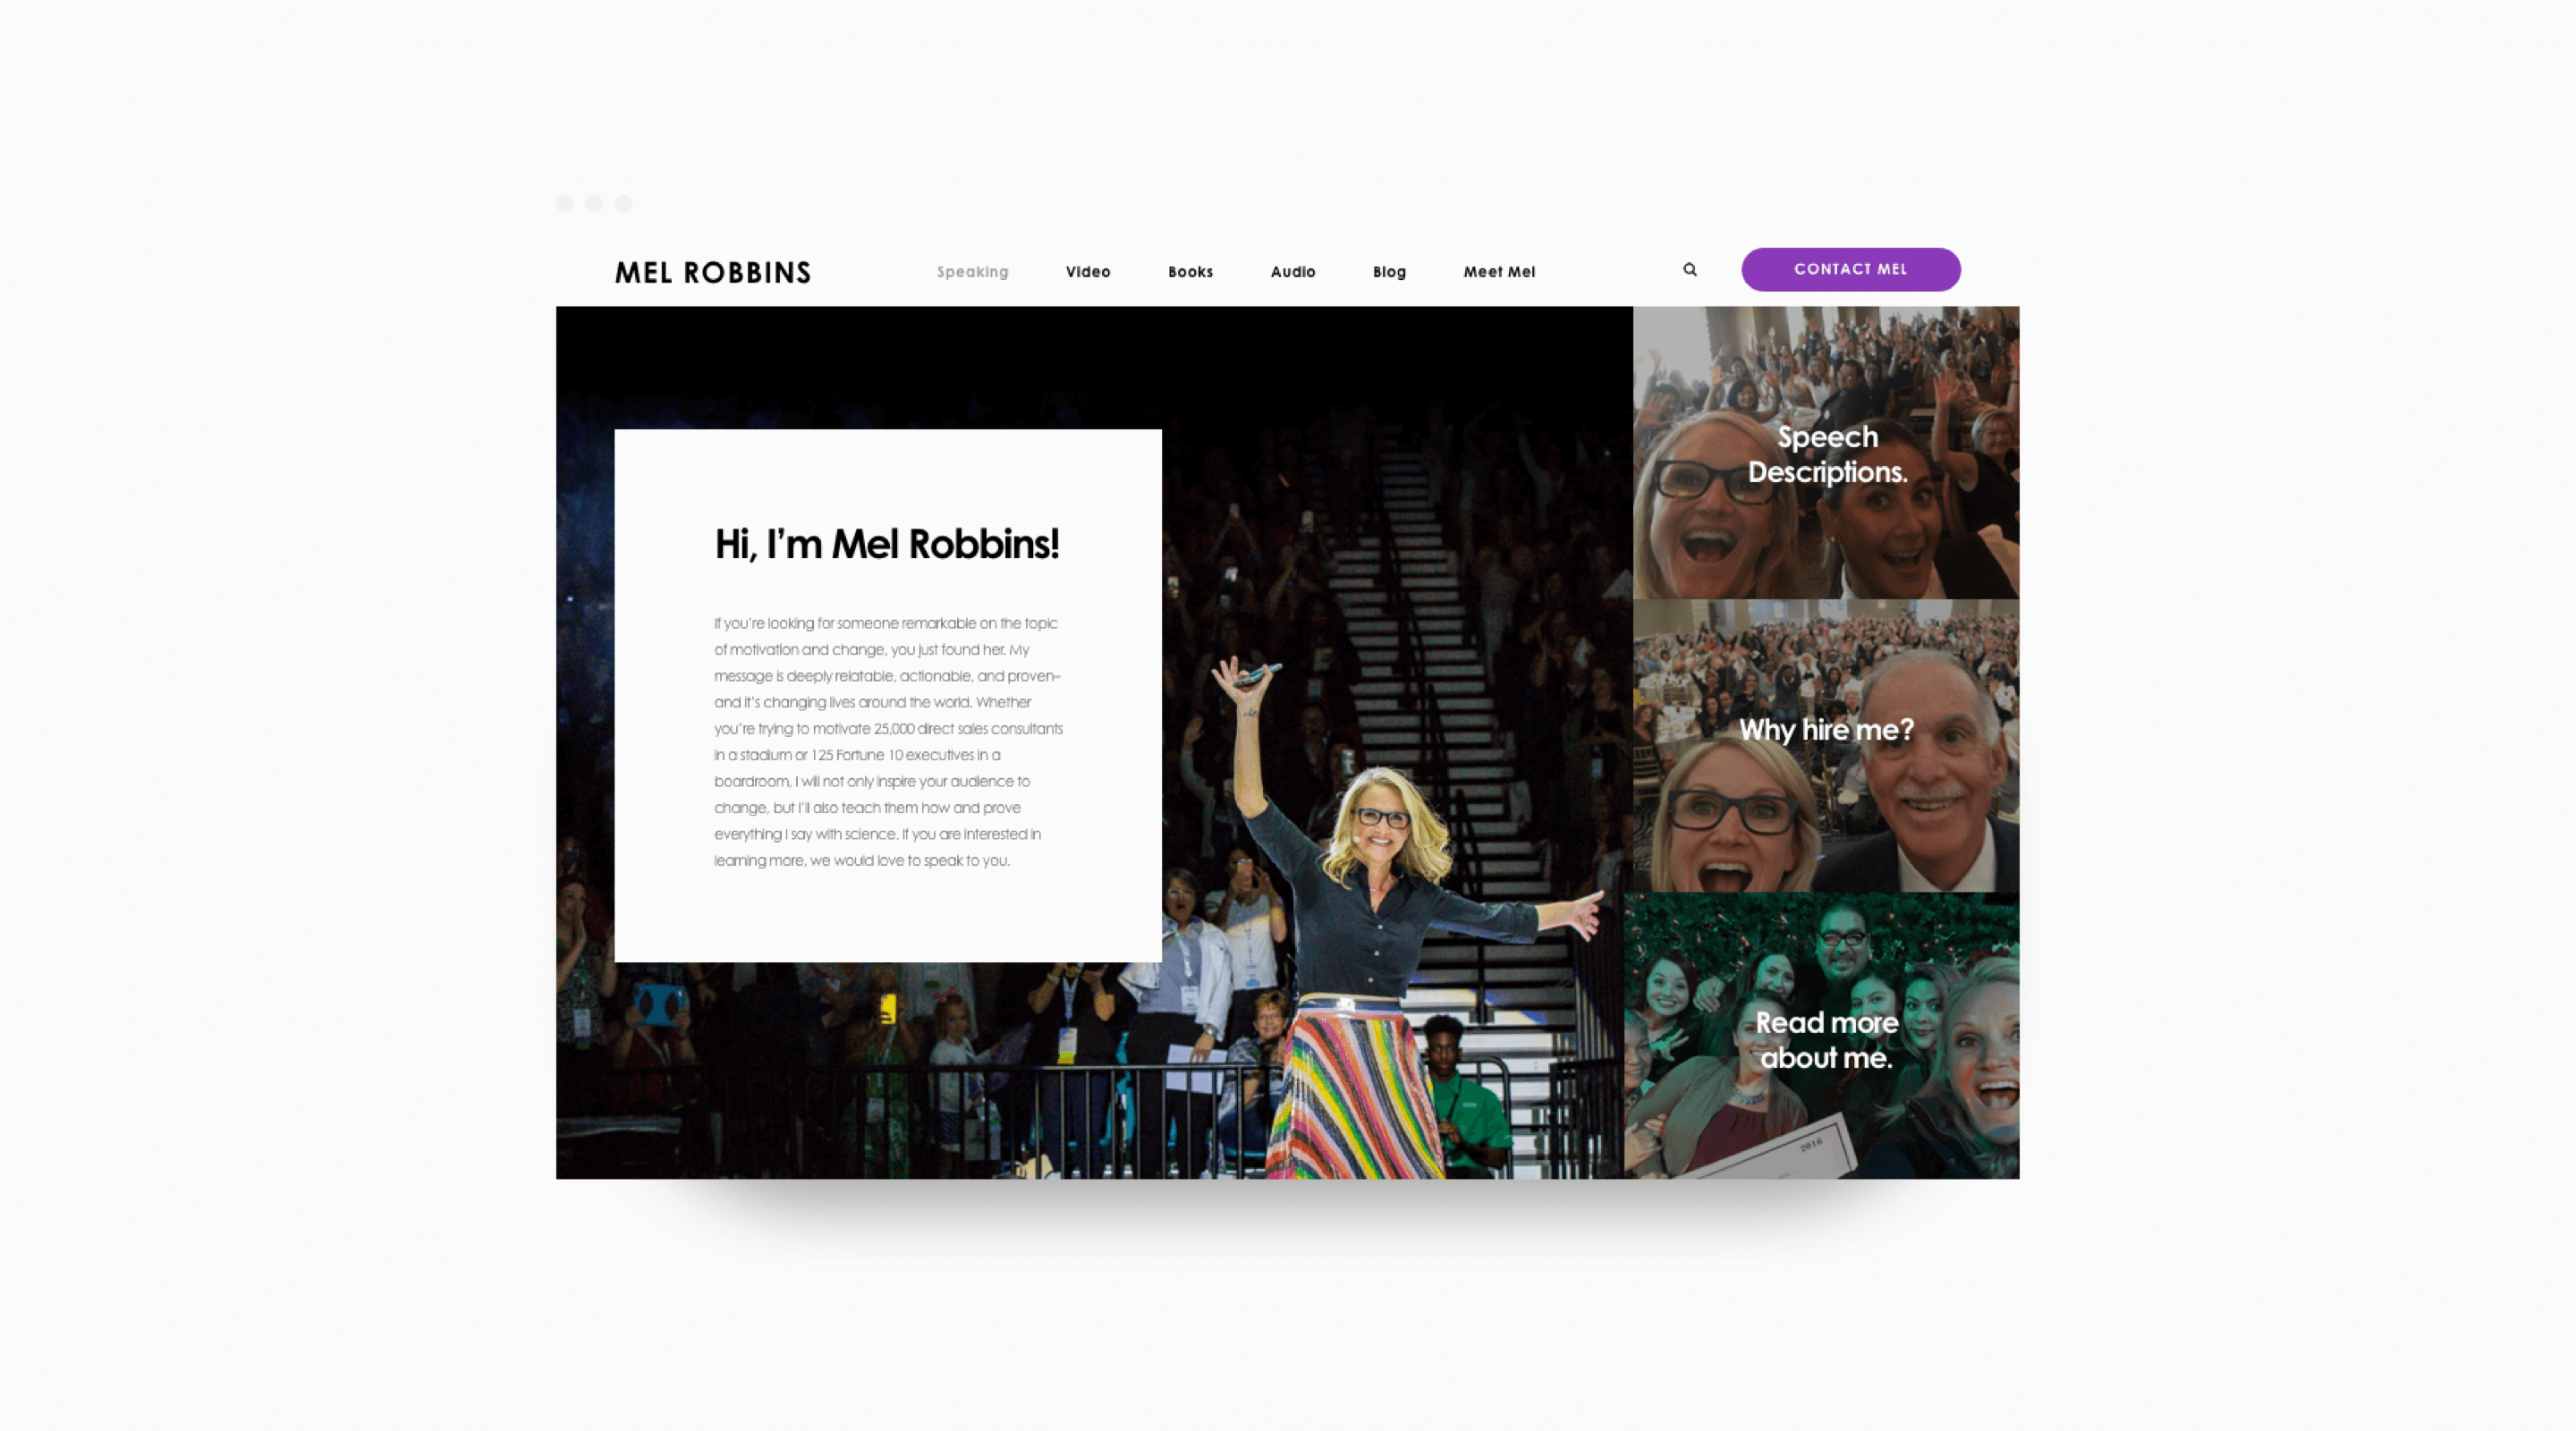 MEL ROBBINS
Speaking
Video
Books
Audio
Blog
Meet Mel
CONTACT MEL
Hi, I'm Mel Robbins!
If you're looking for someone remarkable on the topic
of motivation and change, you just found her. My
message is deeply relatable, actionable, and proven–
and it's changing lives around the world. Whether
you're trying to motivate 25,000 direct sales consultants
in a stadium or 125 Fortune 10 executives in a
boardroom, I will not only inspire your audience to
change, but I'll also teach them how and prove
everything I say with science. If you are interested in
learning more, we would love to speak to you.
Speech
Descriptions.
Why hire me?
Read more
about me.
2016